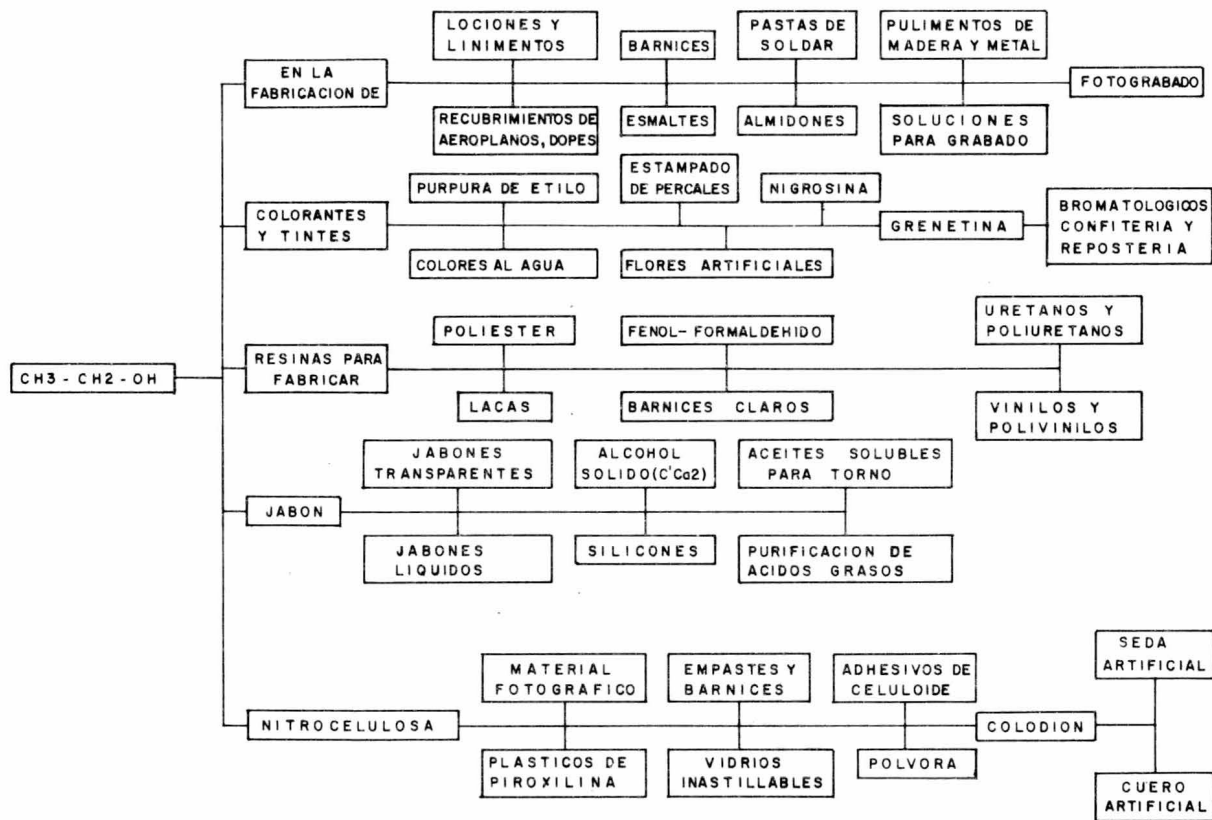 LOCIONES Y
LINIMENTOS
BARNICES
PASTAS DE
SOLDAR
PULIMENTOS DE
MADERA Y METAL
EN LA
FABRICACION DE
FOTOGRABADO
RECUBRIMIENTOS DE
AEROPLANOS, DOPES
ESMALTES
ALMIDONES
SOLUCIONES
PARA GRABADO
PURPURA DE ETILO
ESTAMPADO
DE PERCALES
NIGROSINA
COLORANTES
Y TINTES
GRENETINA
BROMATOLOGICOS
CONFITERIA Y
REPOSTERIA
COLORES AL AGUA
FLORES ARTIFICIALES
POLIESTER
FENOL-FORMALDEHIDO
URETANOS Y
POLIURETANOS
CH3-CH2-OH
RESINAS PARA
FABRICAR
LACAS
BARNICES CLAROS
VINILOS Y
POLIVINILOS
JABONES
TRANSPARENTES
ALCOHOL
SOLIDO(C'Ca2)
ACEITES SOLUBLES
PARA TORNO
JABON
JABONES
LIQUIDOS
SILICONES
PURIFICACION DE
ACIDOS GRASOS
MATERIAL
FOTOGRAFICO
EMPASTES Y
BARNICES
ADHESIVOS DE
CELULOIDE
SEDA
ARTIFICIAL
NITROCELULOSA
COLODION
PLASTICOS DE
PIROXILINA
VIDRIOS
INASTILLABLES
POLVORA
CUERO
ARTIFICIAL